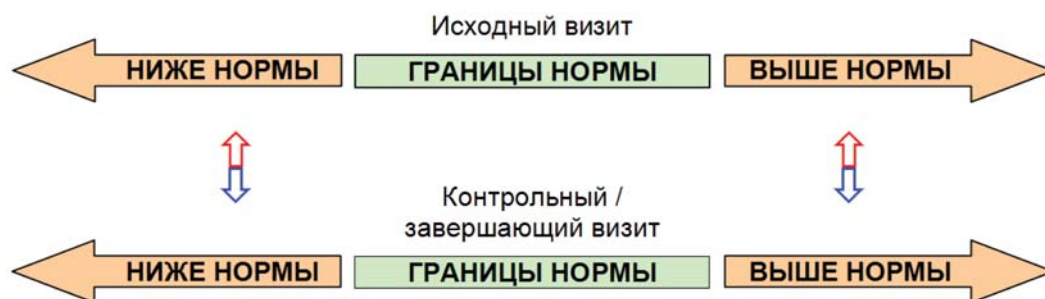 Исходный визит
НИЖЕ НОРМЫ ГРАНИЦЫ НОРМЫ ВЫШЕ НОРМЫ
Контрольный /
завершающий визит
НИЖЕ НОРМЫ ГРАНИЦЫ НОРМЫ ВЫШЕ НОРМЫ